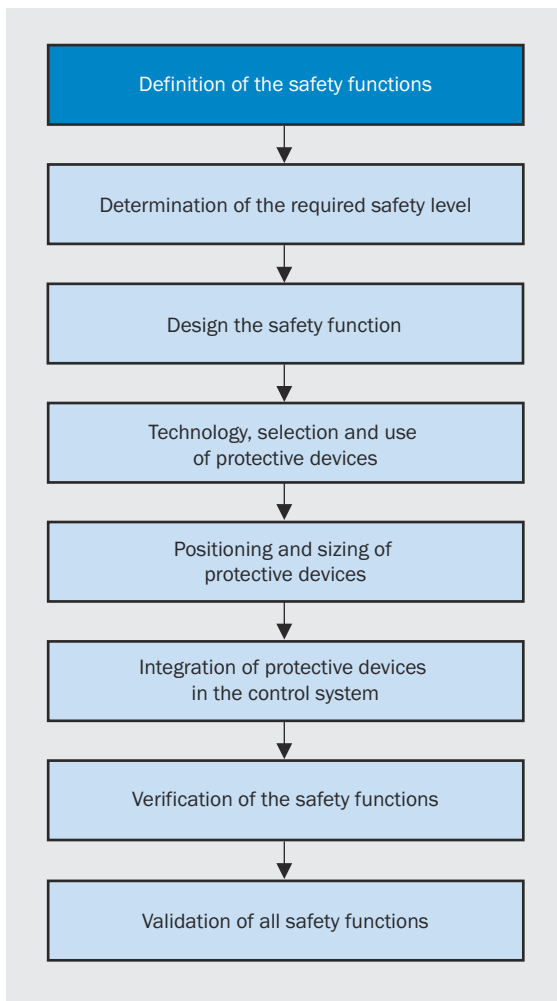 Definition of the safety functions
Determination of the required safety level
Design the safety function
Technology, selection and use
of protective devices
Positioning and sizing of
protective devices
Integration of protective devices
in the control system
Verification of the safety functions
Validation of all safety functions